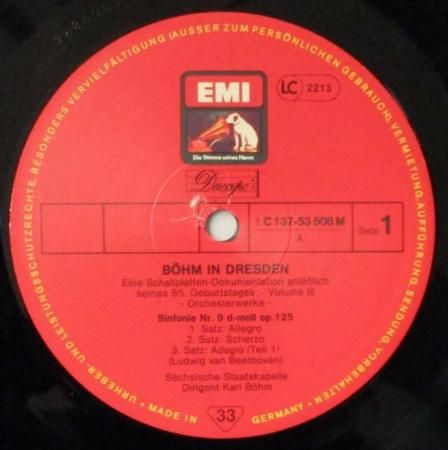 URHEBER- UND LEISTUNGSSCHUTZRECHTE, BESONDERS VERVIELFÄLTIGUNG (AUSSER ZUM PERSÖNLICHEN GEBRAUCH), VERMIETUNG, AUFFÜHRUNG, SENDUNG, VORBEHALTEN
EMI
LC 2213
Die Stimme seines Herrn
Dacapo
1 C 137-53 508 M
A
Seite 1
BÖHM IN DRESDEN
Eine Schallplatten-Dokumentation anläßlich
seines 85. Geburtstages - Volume III
- Orchesterwerke -
Sinfonie Nr. 9 d-moll op.125
1. Satz: Allegro
2. Satz: Scherzo
3. Satz: Adagio (Teil 1)
(Ludwig van Beethoven)
Sächsische Staatskapelle
Dirigent Karl Böhm
MADE IN
33
GERMANY